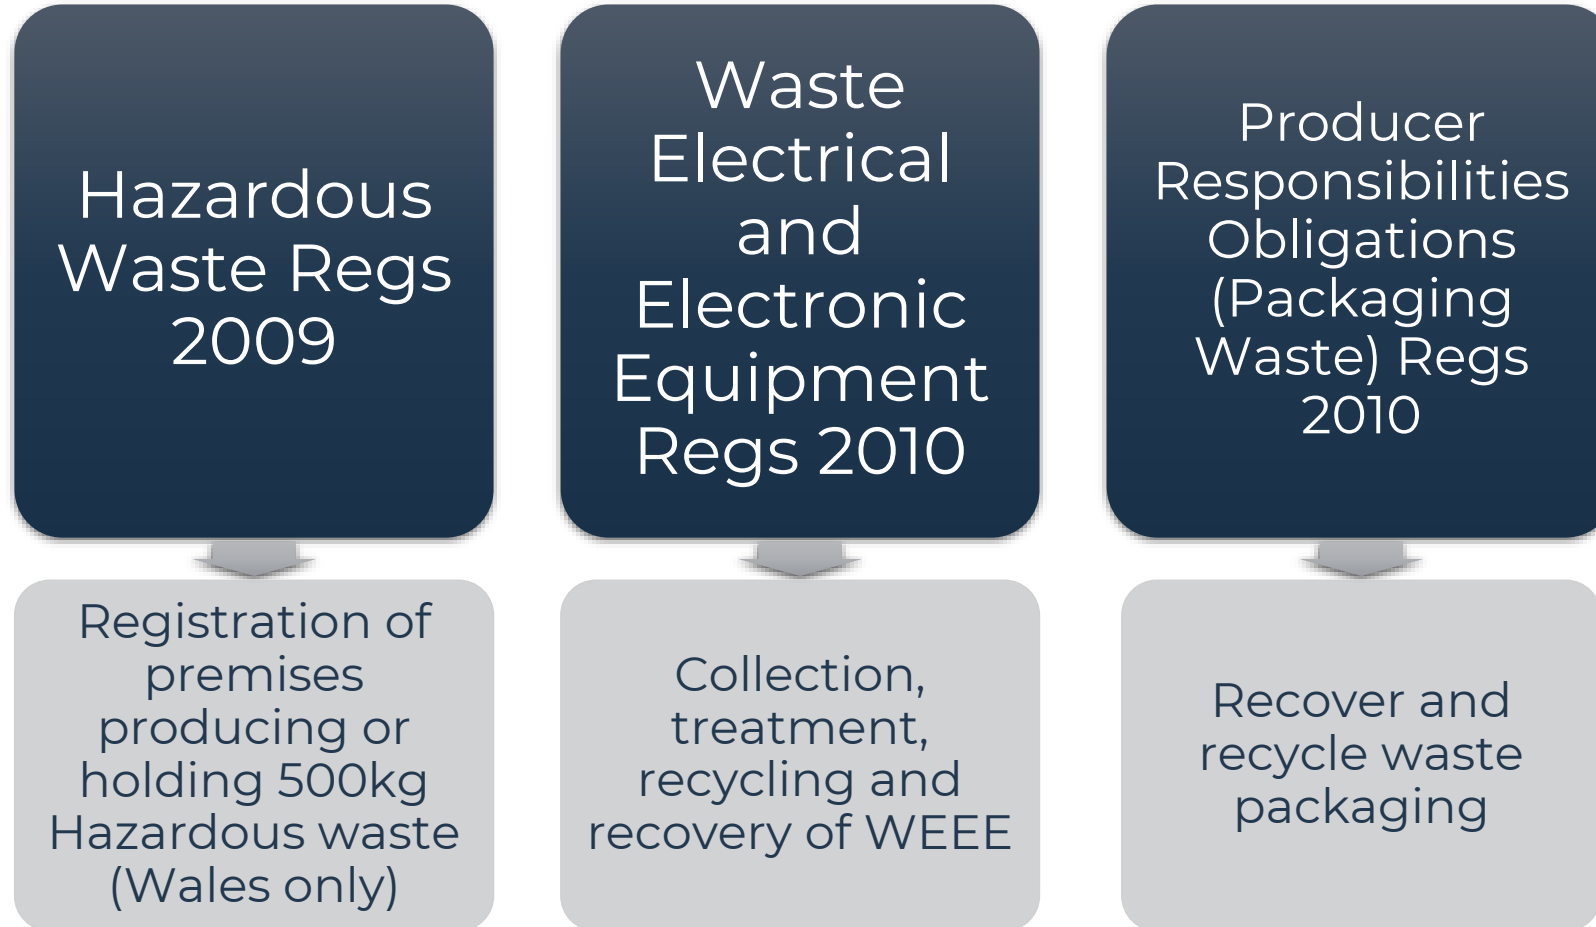 Hazardous
Waste Regs
2009
Registration of
premises
producing or
holding 500kg
Hazardous waste
(Wales only)
Waste
Electrical
and
Electronic
Equipment
Regs 2010
Collection,
treatment,
recycling and
recovery of WEEE
Producer
Responsibilities
Obligations
(Packaging
Waste) Regs
2010
Recover and
recycle waste
packaging